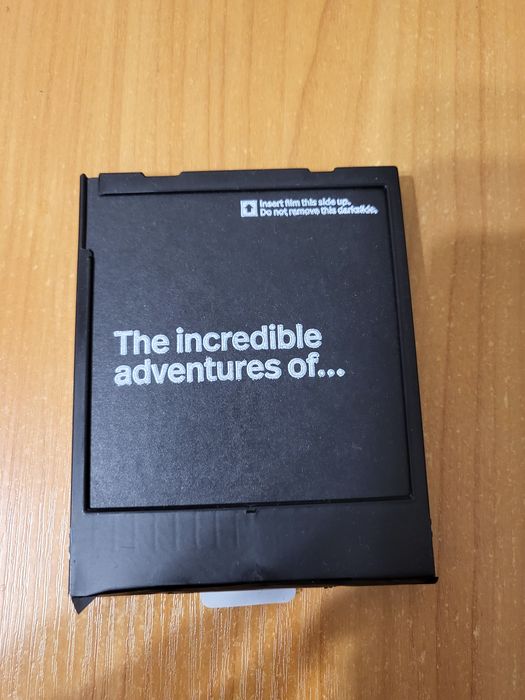 Insert film this side up.
Do not remove this darkslide.
The incredible
adventures of...